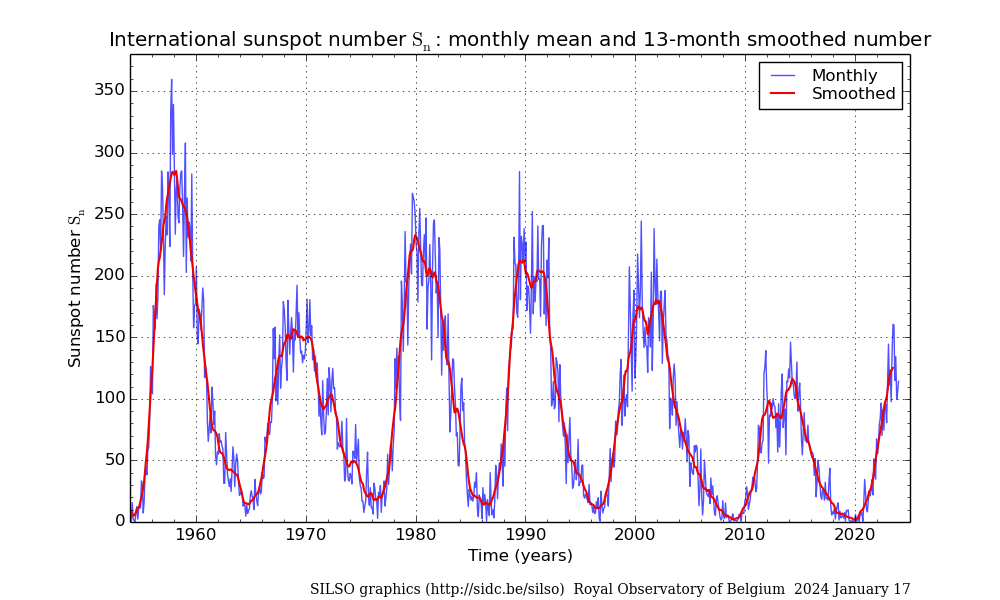 International sunspot number Sn : monthly mean and 13-month smoothed number
Monthly
Smoothed
350
300
250
200
150
100
50
0
Sunspot number Sn
1960 1970 1980 1990 2000 2010 2020
Time (years)
SILSO graphics (http://sidc.be/silso) Royal Observatory of Belgium 2024 January 17